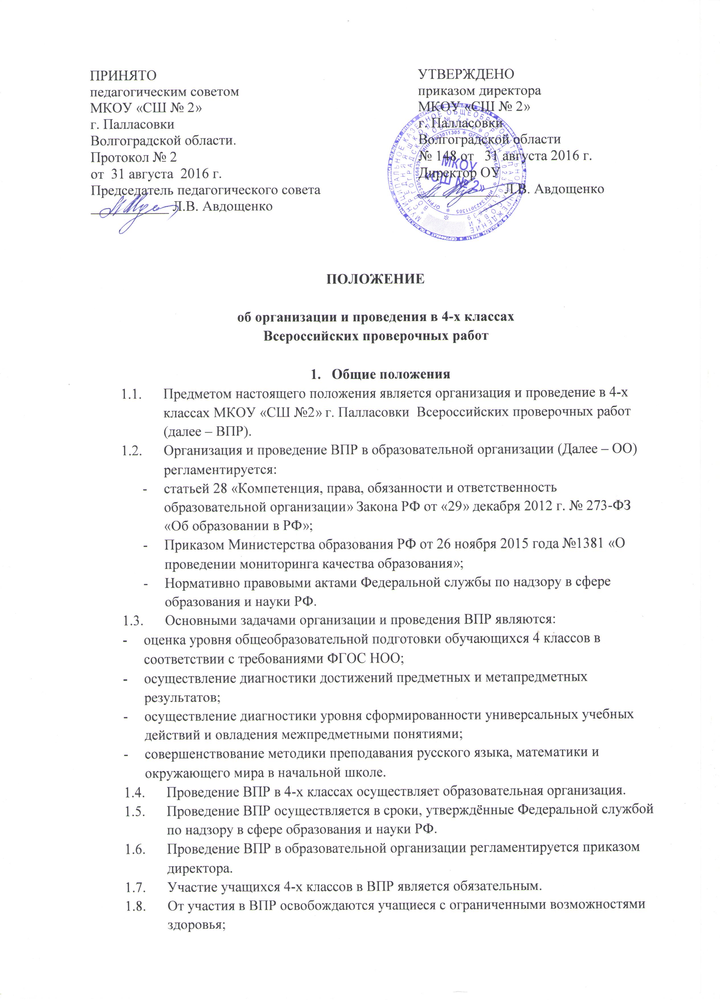 ПРИНЯТО
педагогическим советом
МКОУ «СШ № 2»
г. Палласовки
Волгоградской области.
Протокол № 2
от 31 августа 2016 г.
Председатель педагогического совета
___________ Л.В. Авдощенко
УТВЕРЖДЕНО
приказом директора
МКОУ «СШ № 2»
г. Палласовки
Волгоградской области
№ 148 от 31 августа 2016 г.
Директор ОУ
____________ Л.В. Авдощенко
МКОУ
«СШ № 2»
ПОЛОЖЕНИЕ
об организации и проведения в 4-х классах
Всероссийских проверочных работ
1. Общие положения
1.1. Предметом настоящего положения является организация и проведение в 4-х
классах МКОУ «СШ №2» г. Палласовки Всероссийских проверочных работ
(далее – ВПР).
1.2. Организация и проведение ВПР в образовательной организации (Далее – ОО)
регламентируется:
- статьей 28 «Компетенция, права, обязанности и ответственность
образовательной организации» Закона РФ от «29» декабря 2012 г. № 273-ФЗ
«Об образовании в РФ»;
- Приказом Министерства образования РФ от 26 ноября 2015 года №1381 «О
проведении мониторинга качества образования»;
- Нормативно правовыми актами Федеральной службы по надзору в сфере
образования и науки РФ.
1.3. Основными задачами организации и проведения ВПР являются:
- оценка уровня общеобразовательной подготовки обучающихся 4 классов в
соответствии с требованиями ФГОС НОО;
- осуществление диагностики достижений предметных и метапредметных
результатов;
- осуществление диагностики уровня сформированности универсальных учебных
действий и овладения межпредметными понятиями;
- совершенствование методики преподавания русского языка, математики и
окружающего мира в начальной школе.
1.4. Проведение ВПР в 4-х классах осуществляет образовательная организация.
1.5. Проведение ВПР осуществляется в сроки, утверждённые Федеральной службой
по надзору в сфере образования и науки РФ.
1.6. Проведение ВПР в образовательной организации регламентируется приказом
директора.
1.7. Участие учащихся 4-х классов в ВПР является обязательным.
1.8. От участия в ВПР освобождаются учащиеся с ограниченными возможностями
здоровья;